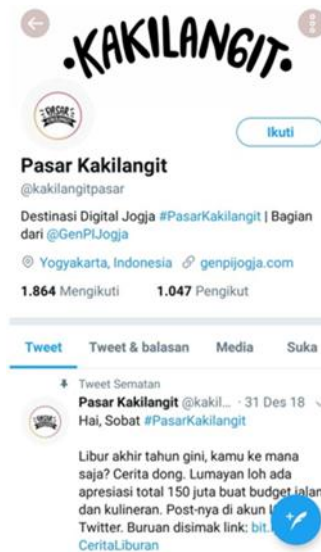 •KAKILANGIT•
PASAR
Ikuti
Pasar Kakilangit
@kakilangitpasar
Destinasi Digital Jogja #PasarKakilangit | Bagian
dari @GenPIJogja
Yogyakarta, Indonesia genpijogja.com
1.864 Mengikuti 1.047 Pengikut
Tweet Tweet & balasan Media Suka
Tweet Sematan
Pasar Kakilangit @kakil... · 31 Des 18
Hai, Sobat #PasarKakilangit
Libur akhir tahun gini, kamu ke mana
saja? Cerita dong. Lumayan loh ada
apresiasi total 150 juta buat budget jalan
dan kulineran. Post-nya di akun
Twitter. Buruan disimak link: bit.
CeritaLiburan